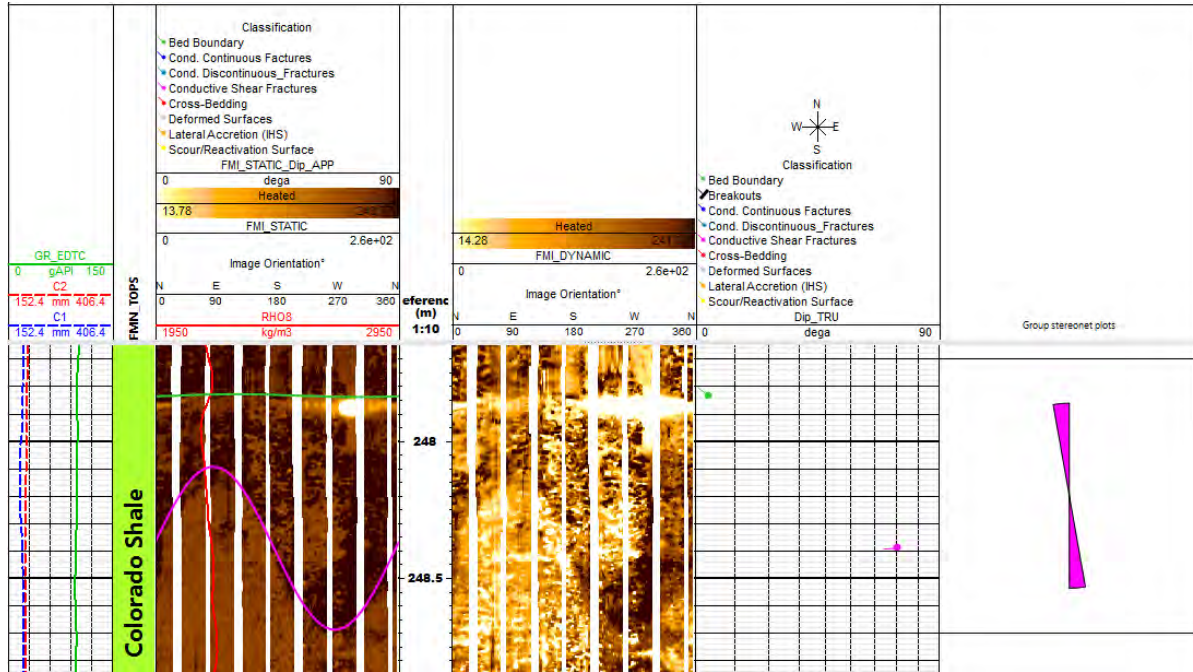 Classification
Bed Boundary
Cond. Continuous Factures
Cond. Discontinuous_Fractures
Conductive Shear Fractures
Cross-Bedding
Deformed Surfaces
Lateral Accretion (IHS)
Scour/Reactivation Surface
FMI_STATIC_Dip_APP
0 dega 90
Heated
13.78
FMI_STATIC
0 2.6e+02
Image Orientation°
N E S W N
0 90 180 270 360
RHO8
1950 kg/m3 2950
GR_EDTC
0 gAPI 150
C2
152.4 mm 406.4
C1
152.4 mm 406.4
FMN_TOPS
eferenc
(m)
1:10
Heated
14.28 241
FMI_DYNAMIC
0 2.6e+02
Image Orientation°
N E S W N
0 90 180 270 360
N
W E
S
Classification
Bed Boundary
Breakouts
Cond. Continuous Factures
Cond. Discontinuous_Fractures
Conductive Shear Fractures
Cross-Bedding
Deformed Surfaces
Lateral Accretion (IHS)
Scour/Reactivation Surface
Dip_TRU
0 dega 90
Group stereonet plots
Colorado Shale
248
248.5